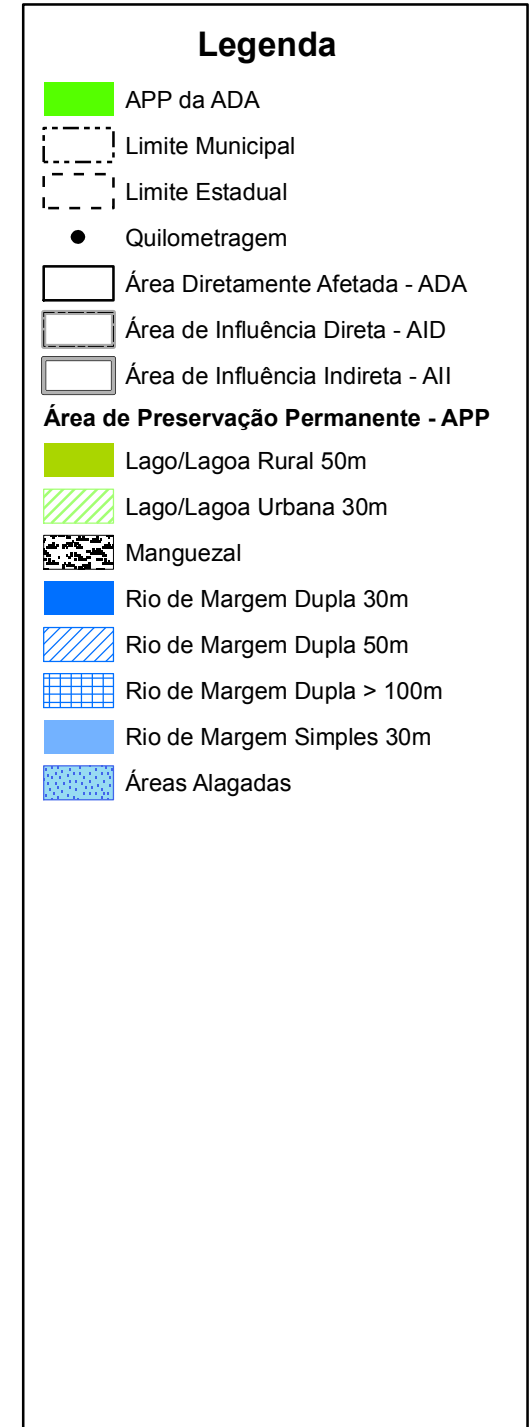 Legenda
APP da ADA
Limite Municipal
Limite Estadual
Quilometragem
Área Diretamente Afetada - ADA
Área de Influência Direta - AID
Área de Influência Indireta - AII
Área de Preservação Permanente - APP
Lago/Lagoa Rural 50m
Lago/Lagoa Urbana 30m
Manguezal
Rio de Margem Dupla 30m
Rio de Margem Dupla 50m
Rio de Margem Dupla > 100m
Rio de Margem Simples 30m
Áreas Alagadas